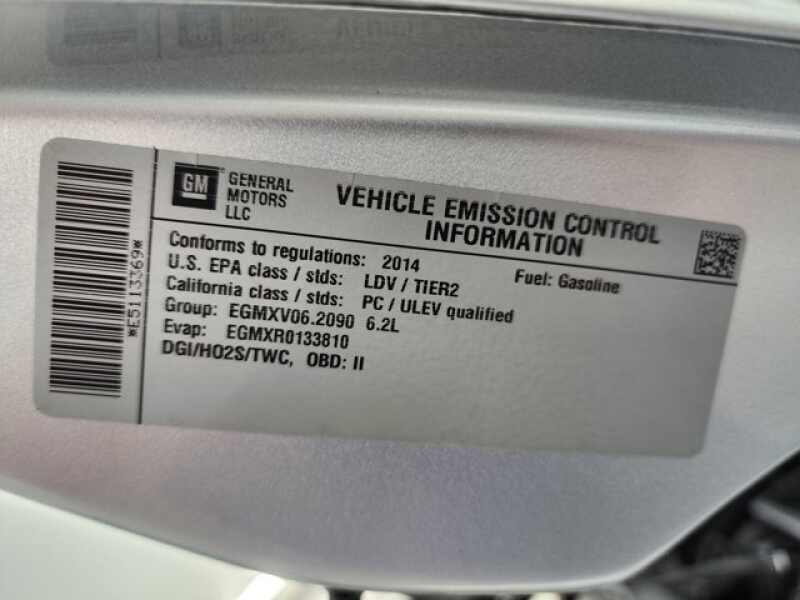 GM
GENERAL
MOTORS
LLC
VEHICLE EMISSION CONTROL
INFORMATION
Conforms to regulations: 2014 Fuel: Gasoline
U.S. EPA class / stds: LDV / TIER2
California class / stds: PC / ULEV qualified
Group: EGMXV06.2090 6.2L
Evap: EGMXR0133810
DGI/HO2S/TWC, OBD: II
*E5113369*